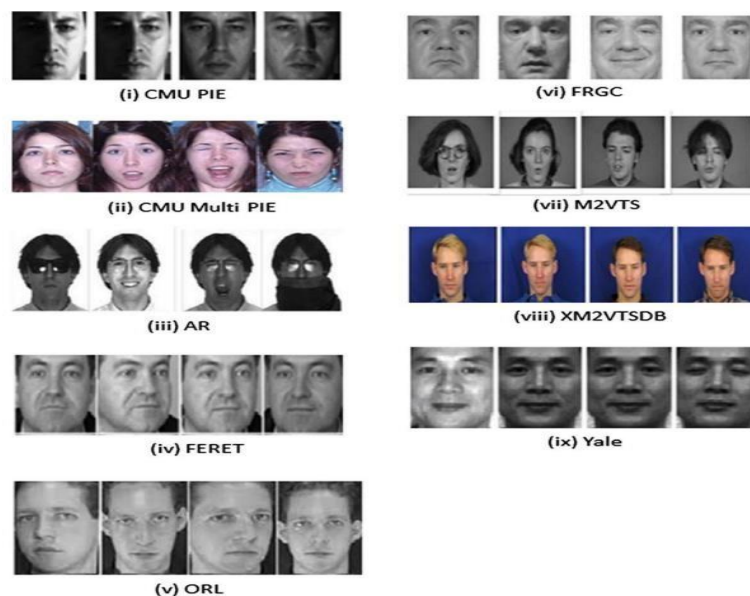 (i) CMU PIE
(ii) CMU Multi PIE
(iii) AR
(iv) FERET
(v) ORL
(vi) FRGC
(vii) M2VTS
(viii) XM2VTSDB
(ix) Yale